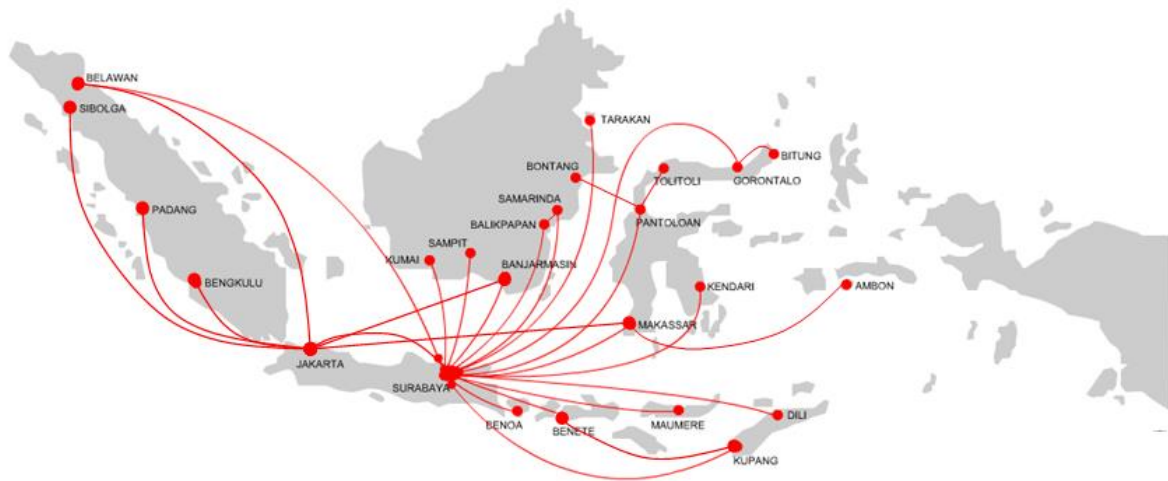 BELAWAN
SIBOLGA
TARAKAN
BITUNG
BONTANG
TOLITOLI
GORONTALO
SAMARINDA
PADANG
BALIKPAPAN
PANTOLOAN
SAMPIT
KUMAI
BANJARMASIN
BENGKULU
KENDARI
AMBON
MAKASSAR
JAKARTA
SURABAYA
DILI
BENOA
MAUMERE
BENETE
KUPANG